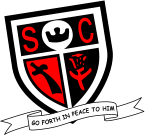 S C
GO FORTH IN PEACE TO HIM